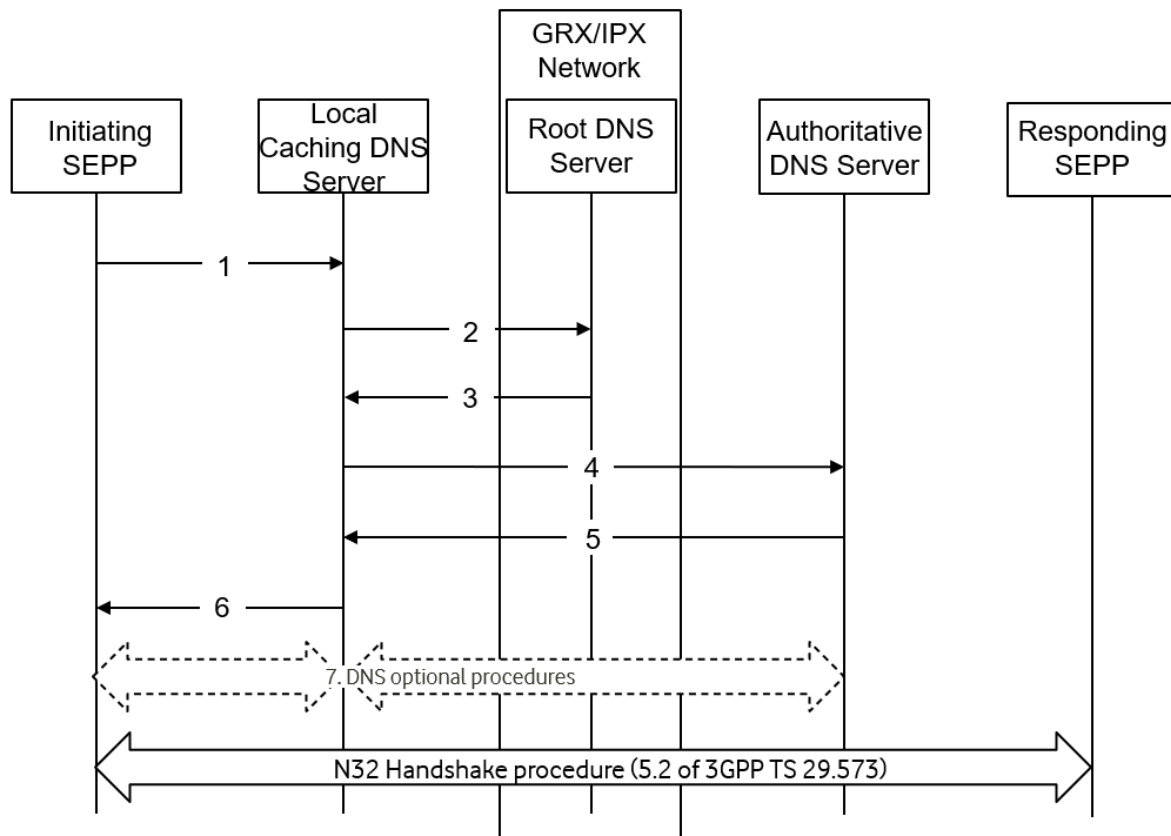 GRX/IPX
Network
Initiating
SEPP
Local
Caching DNS
Server
Root DNS
Server
Authoritative
DNS Server
Responding
SEPP
1
2
3
4
5
6
7. DNS optional procedures
N32 Handshake procedure (5.2 of 3GPP TS 29.573)